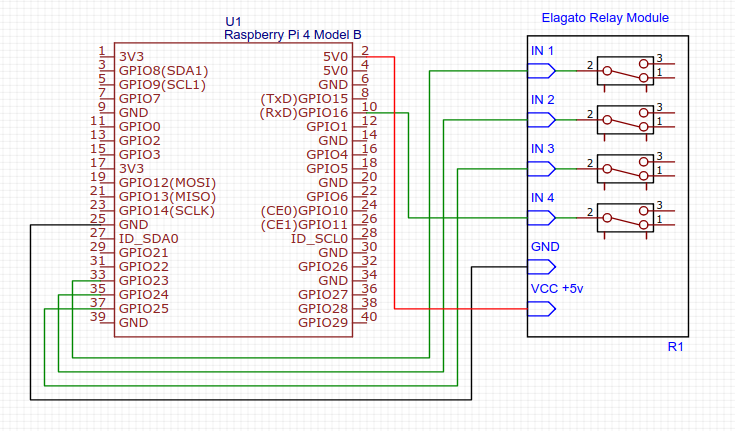 U1
Raspberry Pi 4 Model B
Elagato Relay Module
1 3V3 5V0 2
3 GPIO8(SDA1) 5V0 4
5 GPIO9(SCL1) GND 6
7 GPIO7 (TxD)GPIO15 8
9 GND (RxD)GPIO16 10
11 GPIO0 GPIO1 12
13 GPIO2 GND 14
15 GPIO3 GPIO4 16
17 3V3 GPIO5 18
19 GPIO12(MOSI) GND 20
21 GPIO13(MISO) GPIO6 22
23 GPIO14(SCLK) (CE0)GPIO10 24
25 GND (CE1)GPIO11 26
27 ID_SDA0 ID_SCL0 28
29 GPIO21 GND 30
31 GPIO22 GPIO26 32
33 GPIO23 GND 34
35 GPIO24 GPIO27 36
37 GPIO25 GPIO28 38
39 GND GPIO29 40
IN 1
2 3 1
IN 2
2 3 1
IN 3
2 3 1
IN 4
2 3 1
GND
VCC +5v
R1